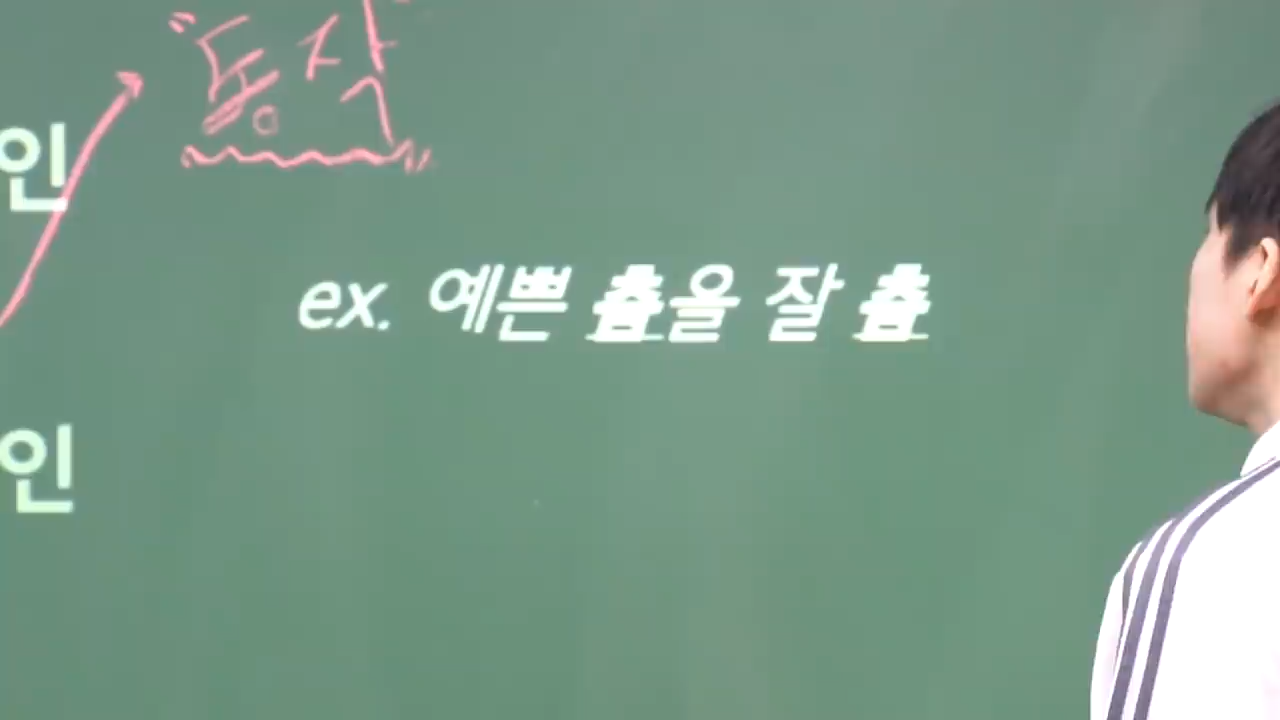 "동작"
인
ex. 예쁜 춤을 잘 춤
인